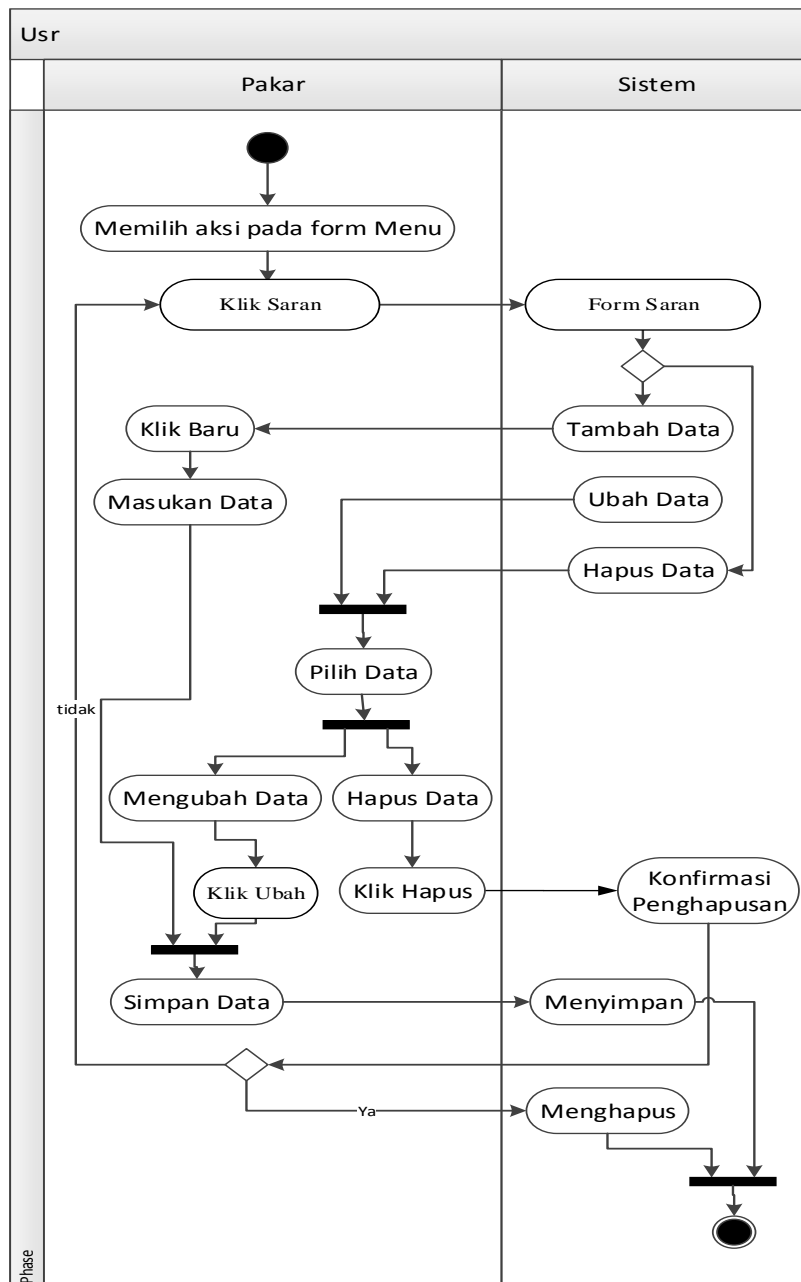 Usr
Pakar
Sistem
Memilih aksi pada form Menu
Klik Saran
Form Saran
Klik Baru
Tambah Data
Masukan Data
Ubah Data
Hapus Data
Pilih Data
tidak
Mengubah Data
Hapus Data
Klik Ubah
Klik Hapus
Konfirmasi
Penghapusan
Simpan Data
Menyimpan
Ya
Menghapus
Phase